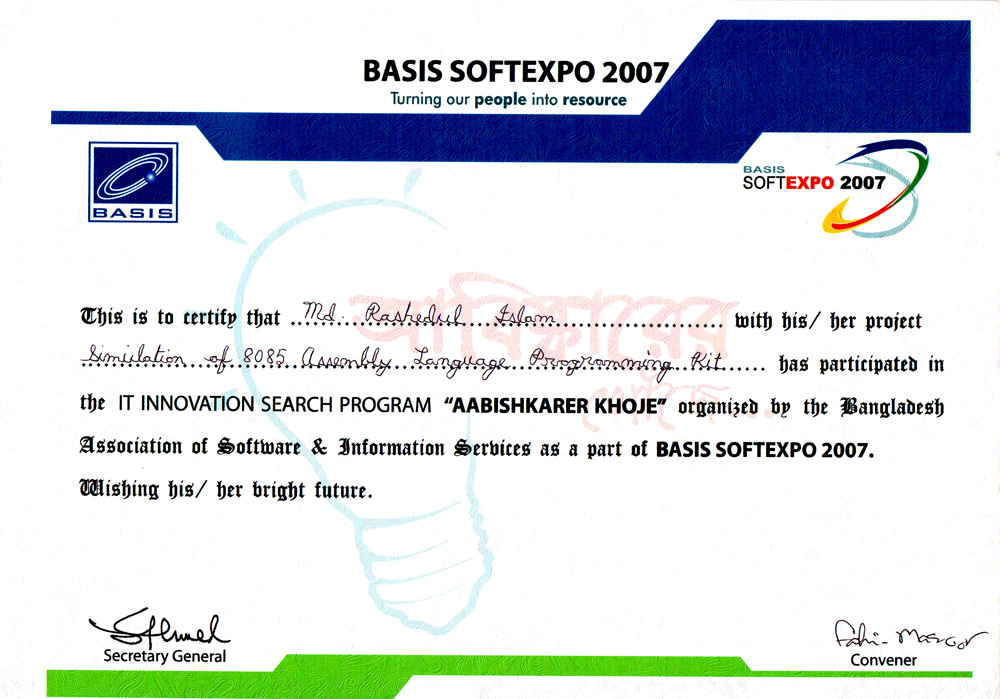 BASIS SOFTEXPO 2007
Turning our people into resource
BASIS
BASIS
SOFTEXPO 2007
আবিষ্কারের
খোঁজে...
This is to certify that ...Md. Rashedul Islam........................ with his/ her project
Simulation of 8085 Assembly Language Programming Kit...... has participated in
the IT INNOVATION SEARCH PROGRAM "AABISHKARER KHOJE" organized by the Bangladesh
Association of Software & Information Services as a part of BASIS SOFTEXPO 2007.
Wishing his/ her bright future.
Secretary General
Convener